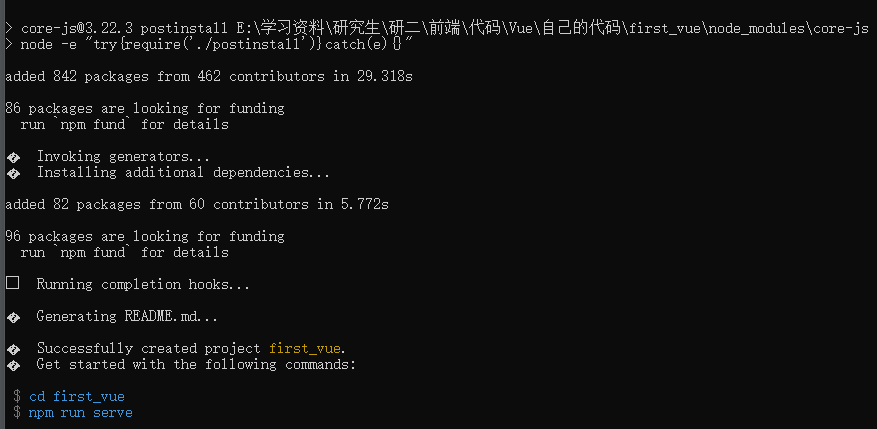 > core-js@3.22.3 postinstall E:\学习资料\研究生\研二\前端\代码\Vue\自己的代码\first_vue\node_modules\core-js
> node -e "try{require('./postinstall')}catch(e){}"
added 842 packages from 462 contributors in 29.318s
86 packages are looking for funding
run `npm fund` for details
� Invoking generators...
� Installing additional dependencies...
added 82 packages from 60 contributors in 5.772s
96 packages are looking for funding
run `npm fund` for details
□ Running completion hooks...
� Generating README.md...
� Successfully created project first_vue.
� Get started with the following commands:
$ cd first_vue
$ npm run serve